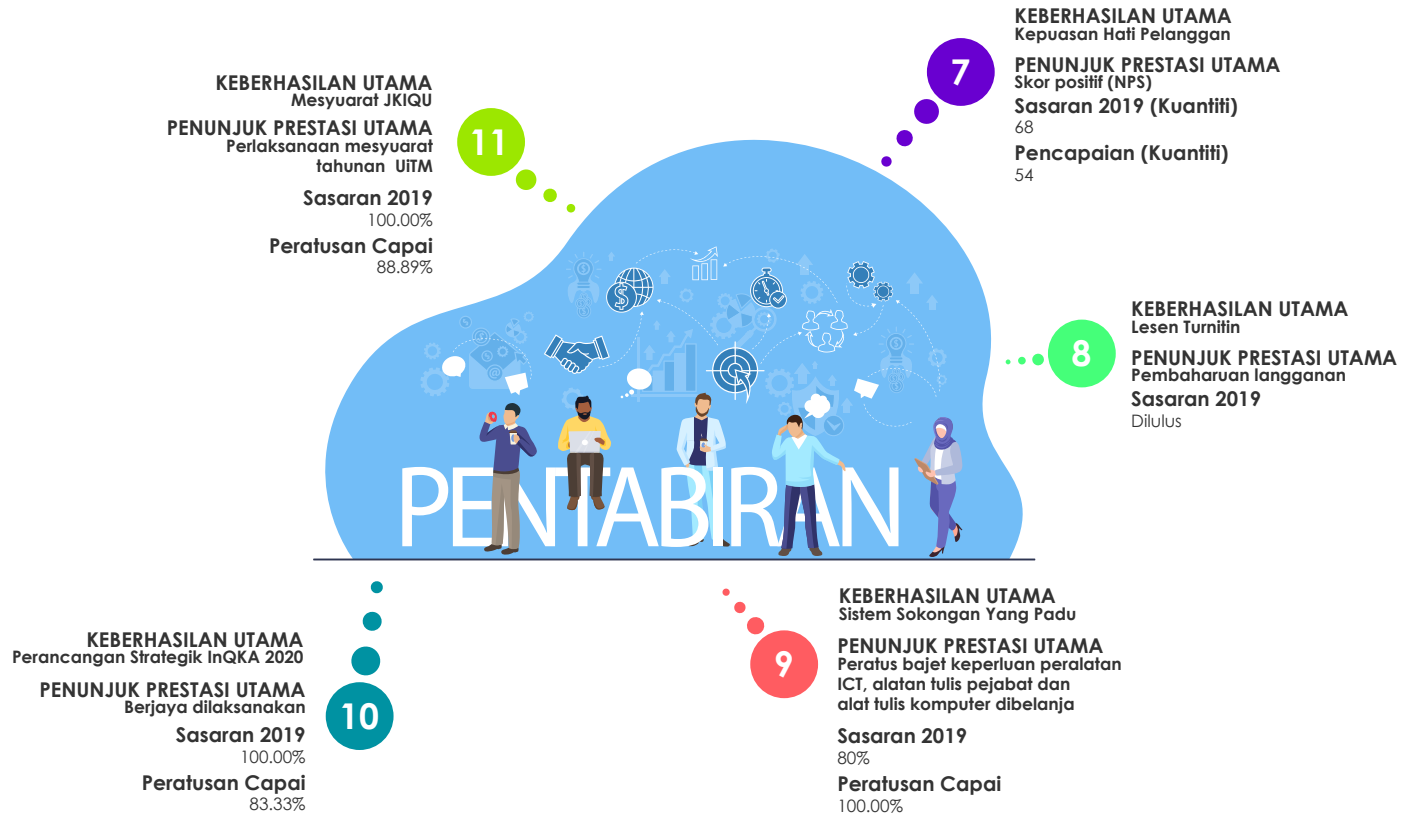 7
KEBERHASILAN UTAMA
Kepuasan Hati Pelanggan
PENUNJUK PRESTASI UTAMA
Skor positif (NPS)
Sasaran 2019 (Kuantiti)
68
Pencapaian (Kuantiti)
54
8
KEBERHASILAN UTAMA
Lesen Turnitin
PENUNJUK PRESTASI UTAMA
Pembaharuan langganan
Sasaran 2019
Dilulus
9
KEBERHASILAN UTAMA
Sistem Sokongan Yang Padu
PENUNJUK PRESTASI UTAMA
Peratus bajet keperluan peralatan
ICT, alatan tulis pejabat dan
alat tulis komputer dibelanja
Sasaran 2019
80%
Peratusan Capai
100.00%
10
KEBERHASILAN UTAMA
Perancangan Strategik InQKA 2020
PENUNJUK PRESTASI UTAMA
Berjaya dilaksanakan
Sasaran 2019
100.00%
Peratusan Capai
83.33%
11
KEBERHASILAN UTAMA
Mesyuarat JKIQU
PENUNJUK PRESTASI UTAMA
Perlaksanaan mesyuarat
tahunan UiTM
Sasaran 2019
100.00%
Peratusan Capai
88.89%
PENTABIRAN